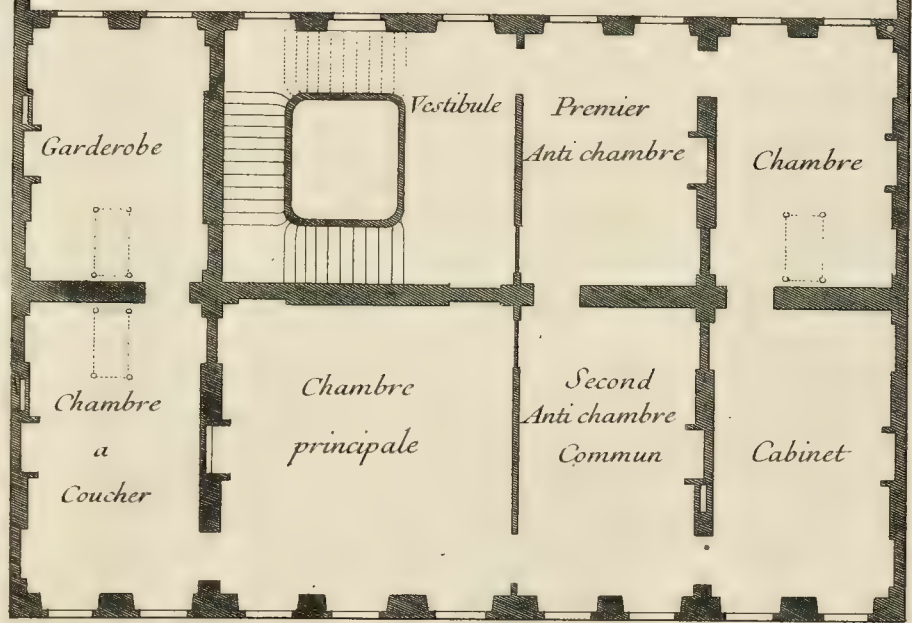 Garderobe
Vestibule
Premier
Anti chambre
Chambre
Chambre
a
Coucher
Chambre
principale
Second
Anti chambre
Commun
Cabinet